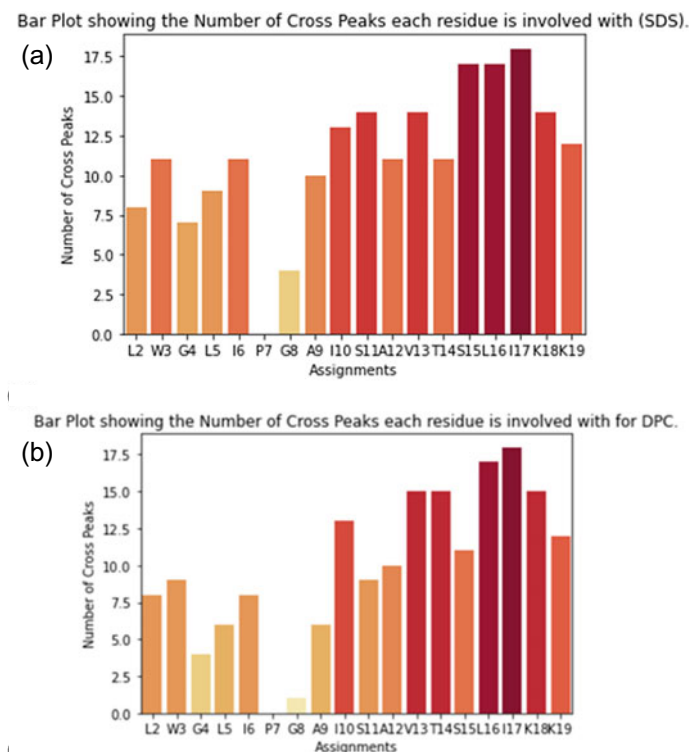 Bar Plot showing the Number of Cross Peaks each residue is involved with (SDS).
(a)
17.5
15.0
12.5
10.0
7.5
5.0
2.5
0.0
Number of Cross Peaks
L2 W3 G4 L5 I6 P7 G8 A9 I10 S11 A12 V13 T14 S15 L16 I17 K18 K19
Assignments
Bar Plot showing the Number of Cross Peaks each residue is involved with for DPC.
(b)
17.5
15.0
12.5
10.0
7.5
5.0
2.5
0.0
Number of Cross Peaks
L2 W3 G4 L5 I6 P7 G8 A9 I10 S11 A12 V13 T14 S15 L16 I17 K18 K19
Assignments